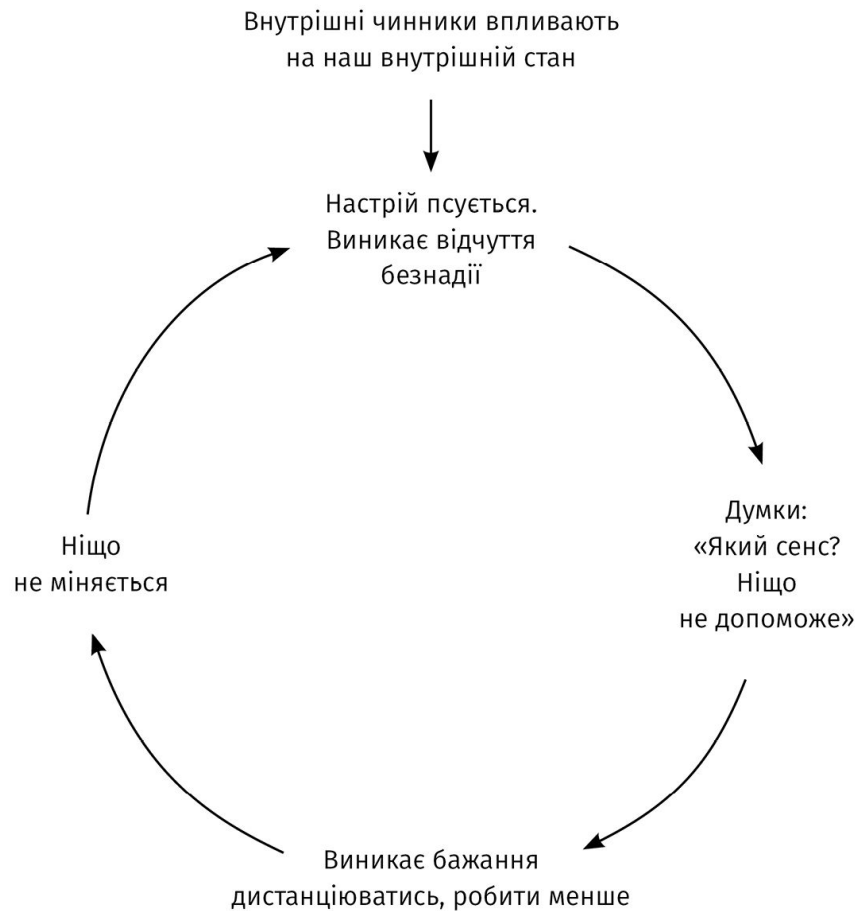 Внутрішні чинники впливають
на наш внутрішній стан
Настрій псується.
Виникає відчуття
безнадії
Думки:
«Який сенс?
Ніщо
не допоможе»
Виникає бажання
дистанціюватись, робити менше
Ніщо
не міняється